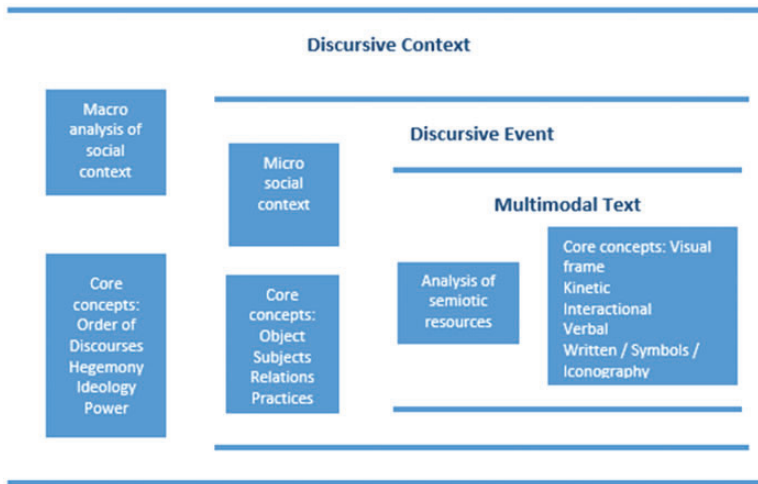 Discursive Context
Macro
analysis of
social
context
Core
concepts:
Order of
Discourses
Hegemony
Ideology
Power
Discursive Event
Micro
social
context
Core
concepts:
Object
Subjects
Relations
Practices
Multimodal Text
Analysis of
semiotic
resources
Core concepts: Visual
frame
Kinetic
Interactional
Verbal
Written / Symbols /
Iconography